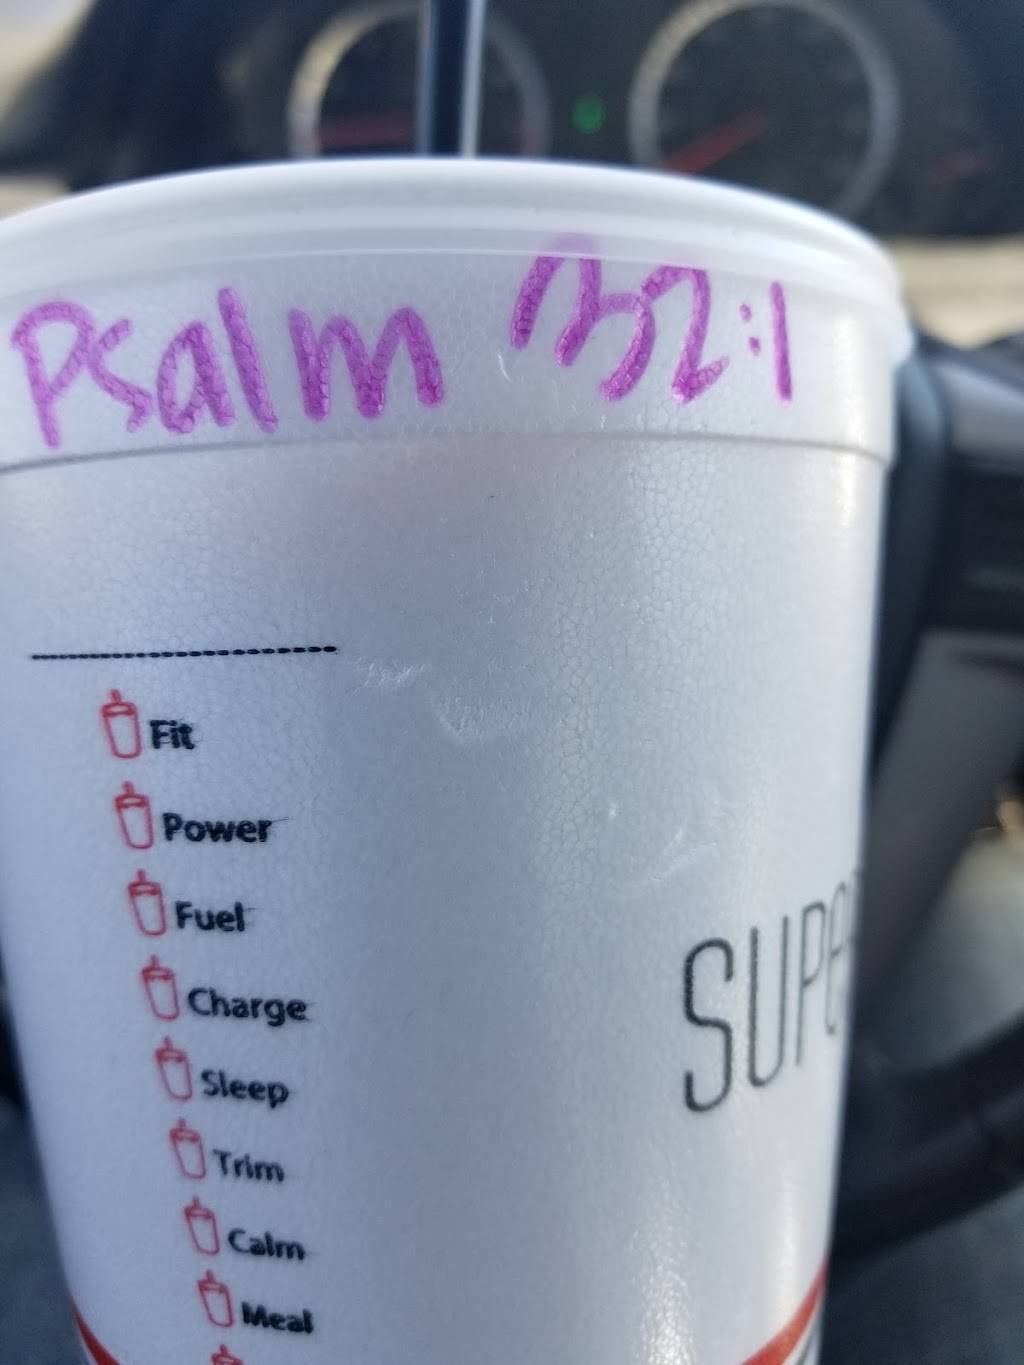 Psalm 32:1
Fit
Power
Fuel
Charge
Sleep
Trim
Calm
Meal
SUPE